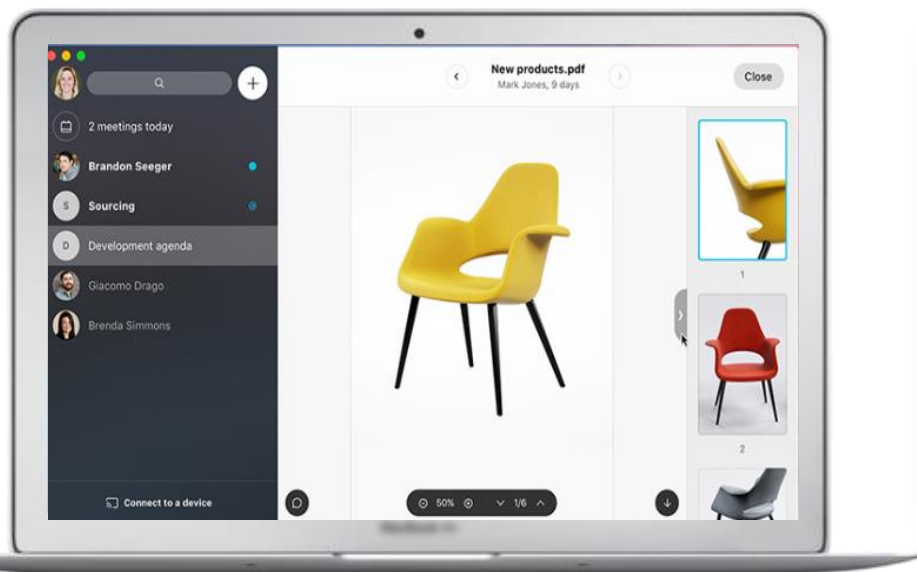 New products.pdf
Mark Jones, 9 days
Close
2 meetings today
Brandon Seeger
S
Sourcing
D
Development agenda
Giacomo Drago
Brenda Simmons
Connect to a device
50%
1/6
1
2